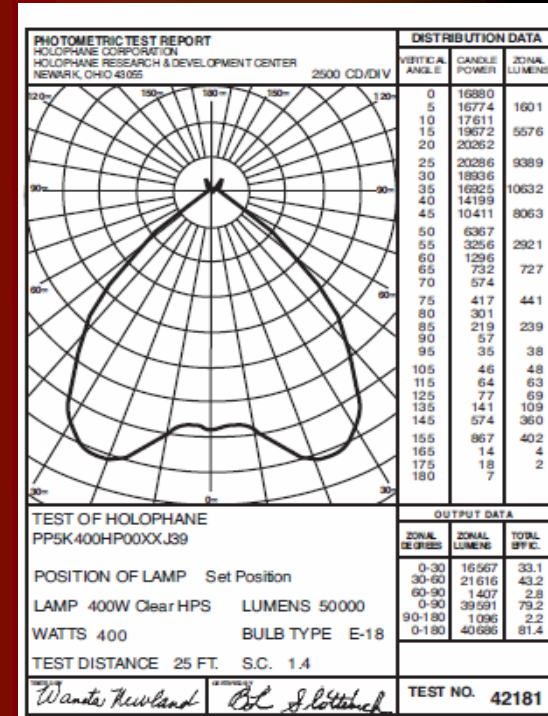 PHOTOMETRIC TEST REPORT
HOLOPHANE CORPORATION
HOLOPHANE RESEARCH & DEVELOPMENT CENTER
NEWARK, OHIO 43055 2500 CD/DIV
120° 150° 180° 150° 120°
90° 90°
60° 60°
30° 0° 30°
DISTRIBUTION DATA
VERTICAL ANGLE CANDLE POWER ZONAL LUMENS
0 16880
5 16774 1601
10 17611
15 19672 5576
20 20262
25 20286 9389
30 18936
35 16925 10632
40 14199
45 10411 8063
50 6367
55 3256 2921
60 1296
65 732 727
70 574
75 417 441
80 301
85 219 239
90 57
95 35 38
105 46 48
115 64 63
125 77 69
135 141 109
145 574 360
155 867 402
165 14 4
175 18 2
180 7
TEST OF HOLOPHANE
PP5K400HP00XXJ39
POSITION OF LAMP Set Position
LAMP 400W Clear HPS LUMENS 50000
WATTS 400 BULB TYPE E-18
TEST DISTANCE 25 FT. S.C. 1.4
OUTPUT DATA
ZONAL DEGREES ZONAL LUMENS TOTAL EFFIC.
0-30 16567 33.1
30-60 21616 43.2
60-90 1407 2.8
0-90 39591 79.2
90-180 1096 2.2
0-180 40686 81.4
Wanita Newland
TEST NO. 42181